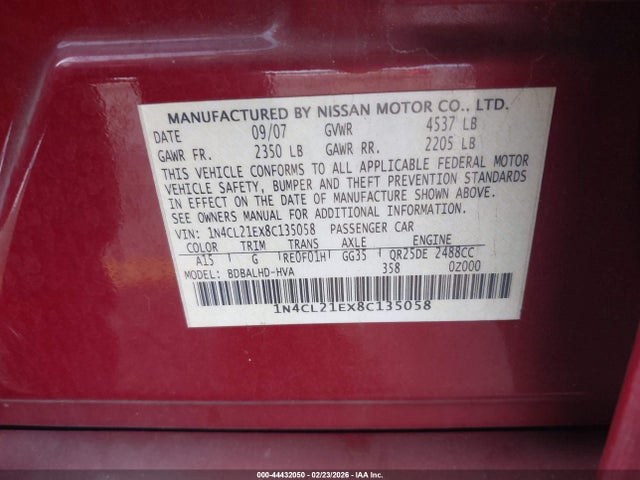 MANUFACTURED BY NISSAN MOTOR CO., LTD.
DATE 09/07 GVWR 4537 LB
GAWR FR. 2350 LB GAWR RR. 2205 LB
THIS VEHICLE CONFORMS TO ALL APPLICABLE FEDERAL MOTOR
VEHICLE SAFETY, BUMPER AND THEFT PREVENTION STANDARDS
IN EFFECT ON THE DATE OF MANUFACTURE SHOWN ABOVE.
SEE OWNERS MANUAL FOR ADDITIONAL INFORMATION.
VIN: 1N4CL21EX8C135058 PASSENGER CAR
COLOR TRIM TRANS AXLE ENGINE
A15 G RE0F01H GG35 QR25DE 2488CC
MODEL: BDBALHD-HVA 358 0Z000
1N4CL21EX8C135058
000-44432050 - 02/23/2026 - IAA Inc.